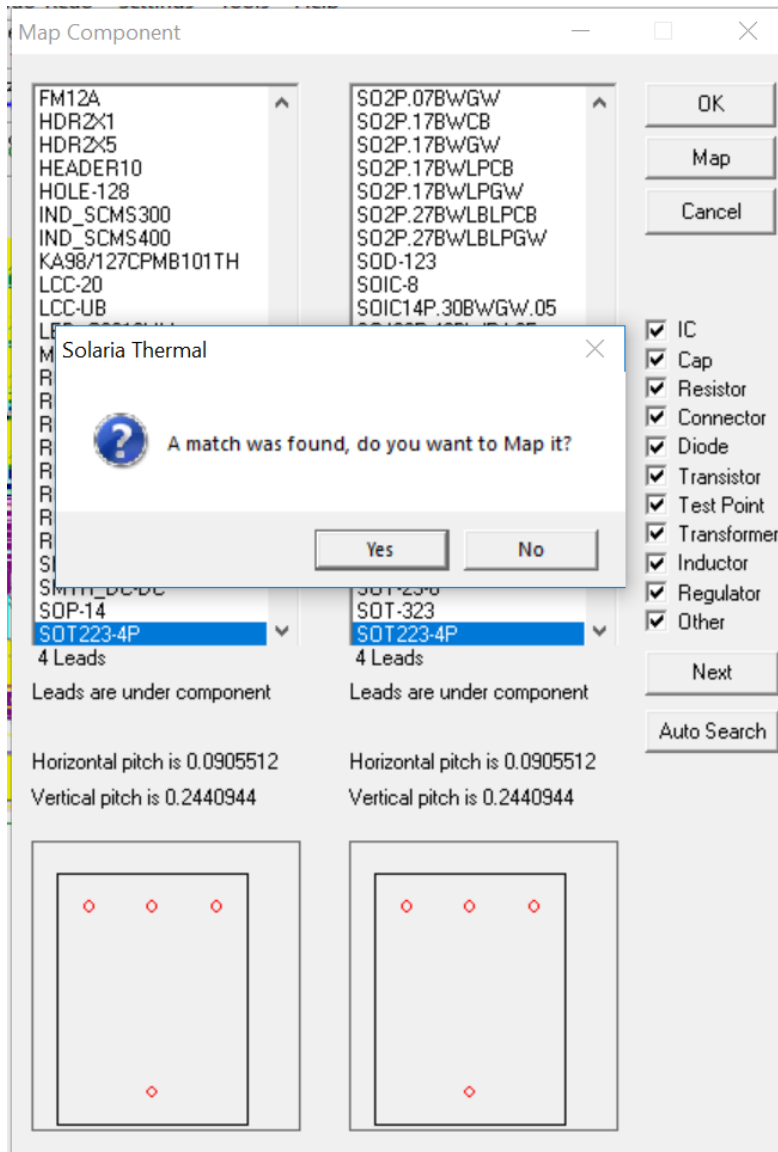 Map Component
FM12A
HDR2X1
HDR2X5
HEADER10
HOLE-128
IND_SCMS300
IND_SCMS400
KA98/127CPMB101TH
LCC-20
LCC-UB
SOP-14
SOT223-4P
4 Leads
Leads are under component
Horizontal pitch is 0.0905512
Vertical pitch is 0.2440944
SO2P.07BWGW
SO2P.17BWCB
SO2P.17BWGW
SO2P.17BWLPCB
SO2P.17BWLPGW
SO2P.27BWLBLPCB
SO2P.27BWLBLPGW
SOD-123
SOIC-8
SOIC14P.30BWGW.05
SOT-323
SOT223-4P
4 Leads
Leads are under component
Horizontal pitch is 0.0905512
Vertical pitch is 0.2440944
Solaria Thermal
A match was found, do you want to Map it?
Yes
No
OK
Map
Cancel
IC
Cap
Resistor
Connector
Diode
Transistor
Test Point
Transformer
Inductor
Regulator
Other
Next
Auto Search